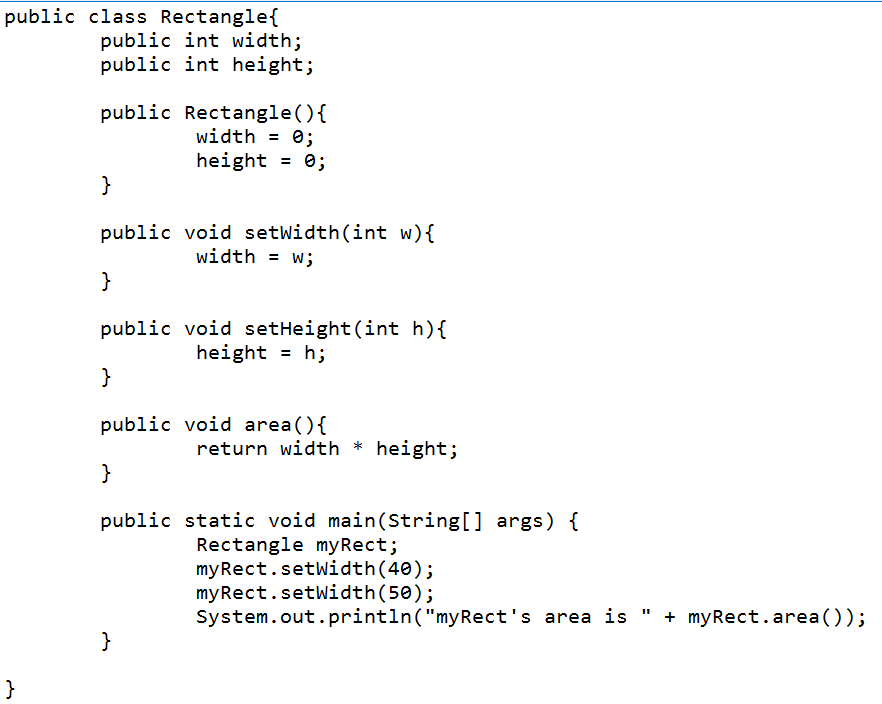 public class Rectangle{
        public int width;
        public int height;

        public Rectangle(){
                width = 0;
                height = 0;
        }

        public void setWidth(int w){
                width = w;
        }

        public void setHeight(int h){
                height = h;
        }

        public void area(){
                return width * height;
        }

        public static void main(String[] args) {
                Rectangle myRect;
                myRect.setWidth(40);
                myRect.setWidth(50);
                System.out.println("myRect's area is " + myRect.area());
        }

}